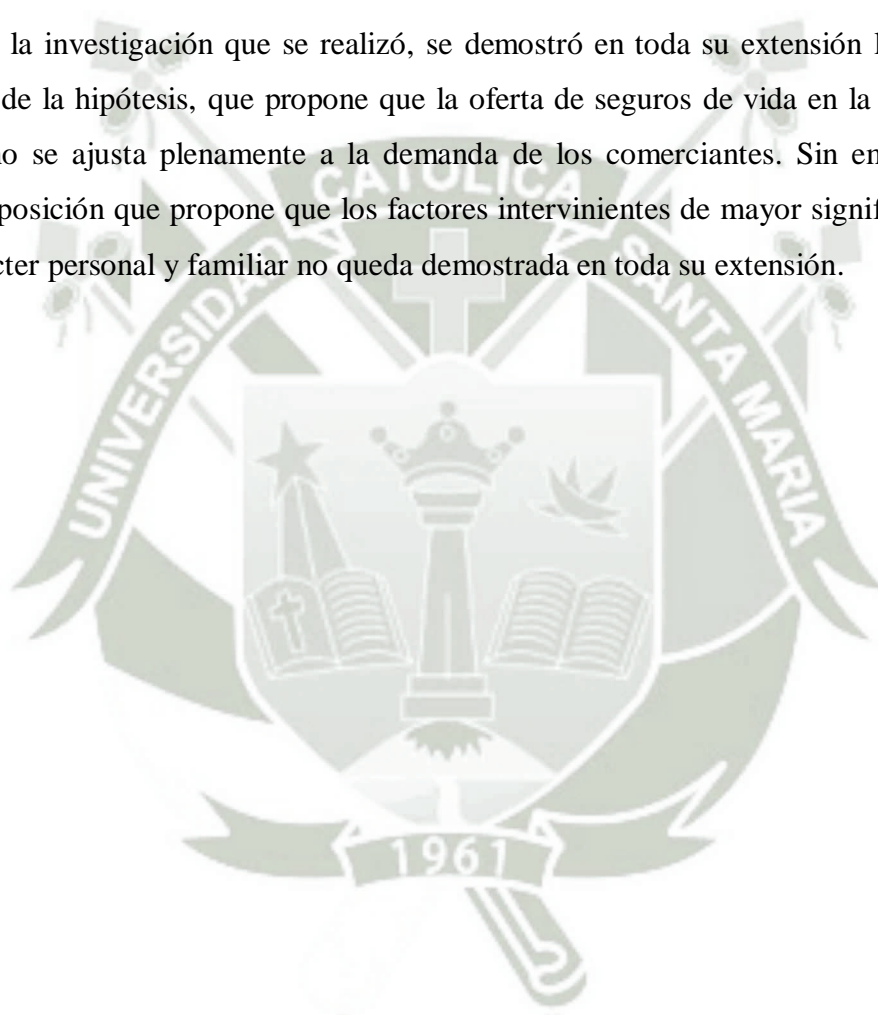 la investigación que se realizó, se demostró en toda su extensión
de la hipótesis, que propone que la oferta de seguros de vida en la
no se ajusta plenamente a la demanda de los comerciantes. Sin
posición que propone que los factores intervinientes de mayor
personal y familiar no queda demostrada en toda su extensión.
UNIVERSIDAD CATOLICA SANTA MARIA
1961